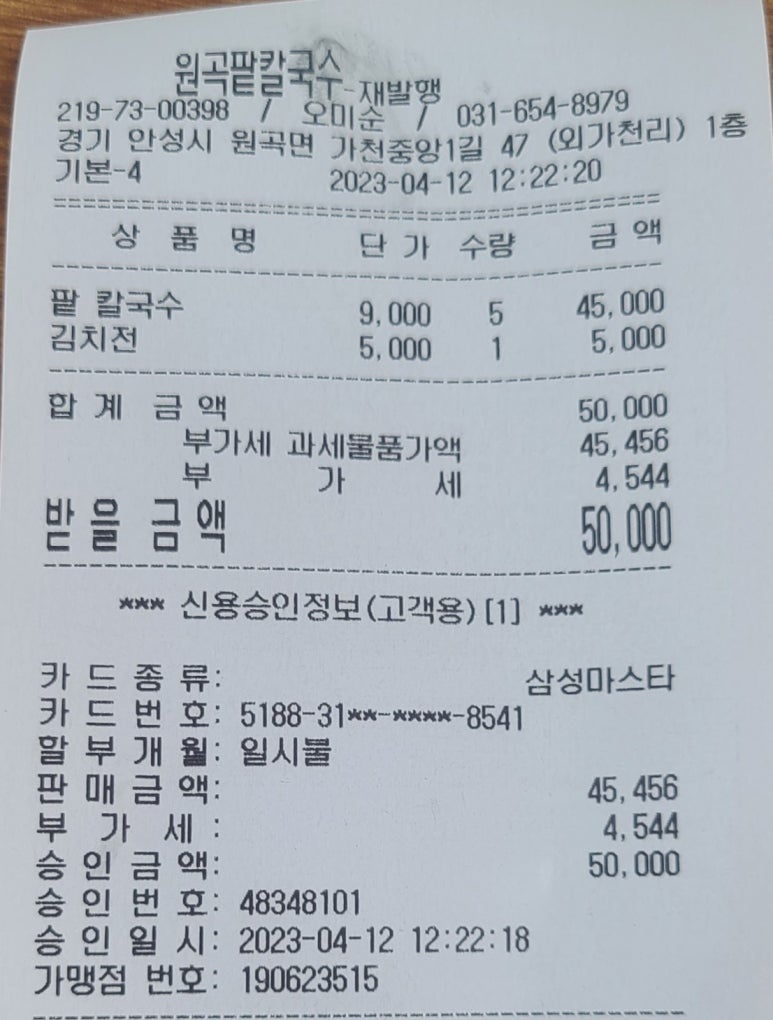 원곡팥칼국수-재발행
219-73-00398 / 오미순 / 031-654-8979
경기 안성시 원곡면 가천중앙1길 47 (외가천리) 1층
기본-4 2023-04-12 12:22:20
상 품 명 단 가 수량 금 액
팥 칼국수 9,000 5 45,000
김치전 5,000 1 5,000
합 계 금 액 50,000
부가세 과세물품가액 45,456
부 가 세 4,544
받 을 금 액 50,000
*** 신용승인정보(고객용)[1] ***
카 드 종 류: 삼성마스타
카 드 번 호: 5188-31**-****-8541
할 부 개 월: 일시불
판 매 금 액: 45,456
부 가 세 : 4,544
승 인 금 액: 50,000
승 인 번 호: 48348101
승 인 일 시: 2023-04-12 12:22:18
가맹점 번호: 190623515